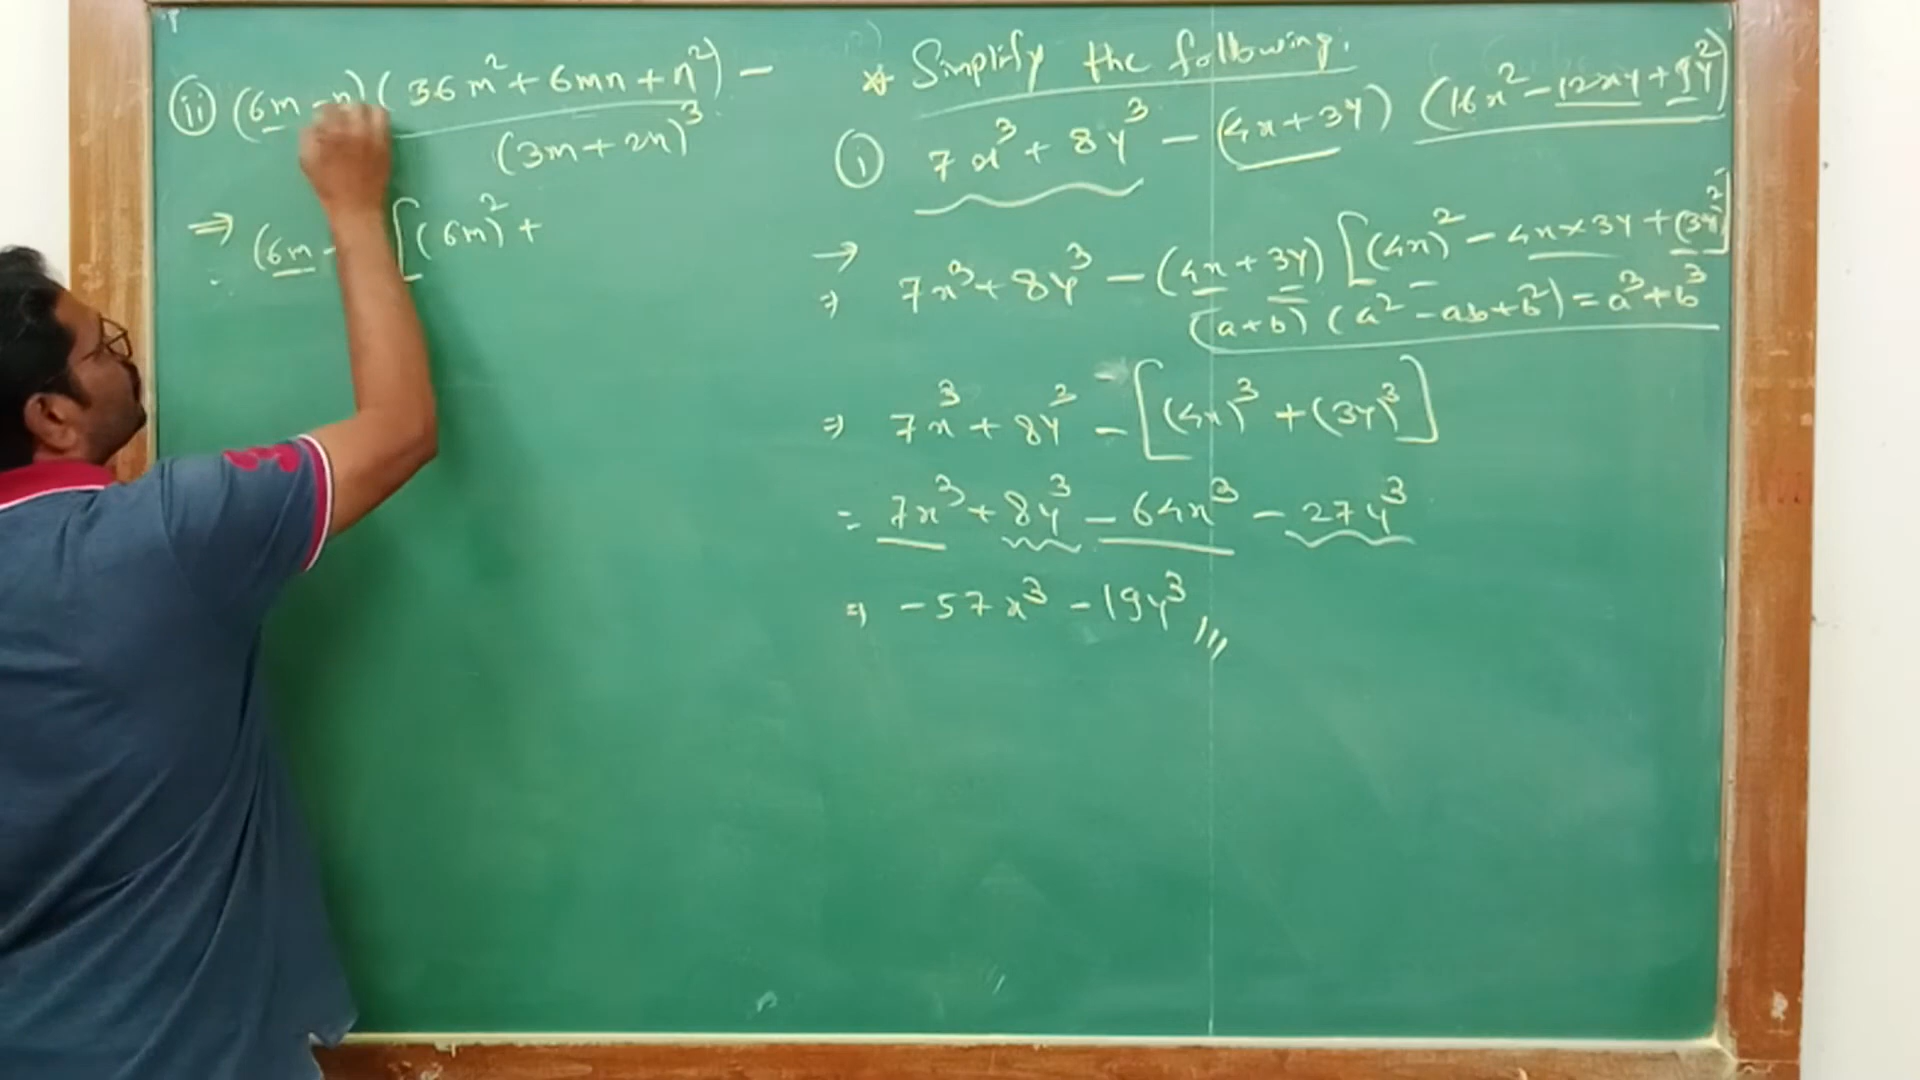 (ii) (6m - n) (36m² + 6mn + n²) -
(3m + 2n)³
⇒ (6m - [(6m)² +
* Simplify the following.
(i) 7x³ + 8y³ - (4x + 3y) (16x² - 12xy + 9y²)
→
⇒ 7x³ + 8y³ - (4x + 3y) [(4x)² - 4x × 3y + (3y)²]
(a + b) (a² - ab + b²) = a³ + b³
⇒ 7x³ + 8y³ - [(4x)³ + (3y)³]
= 7x³ + 8y³ - 64x³ - 27y³
⇒ -57x³ - 19y³